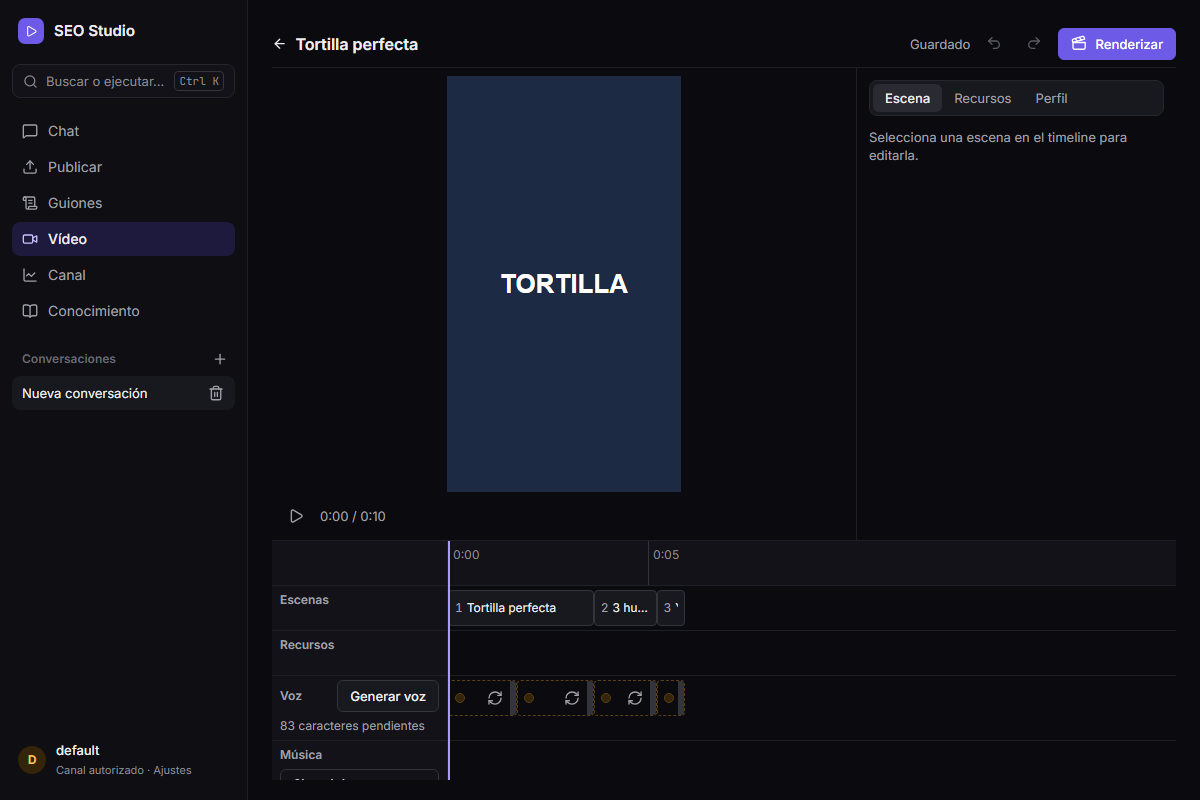 SEO Studio
Buscar o ejecutar... Ctrl K
Chat
Publicar
Guiones
Vídeo
Canal
Conocimiento
Conversaciones
Nueva conversación
D default
Canal autorizado · Ajustes
Tortilla perfecta
Guardado
Renderizar
TORTILLA
Escena Recursos Perfil
Selecciona una escena en el timeline para
editarla.
0:00 / 0:10
0:00 0:05
Escenas
1 Tortilla perfecta 2 3 hu... 3
Recursos
Voz Generar voz
83 caracteres pendientes
Música